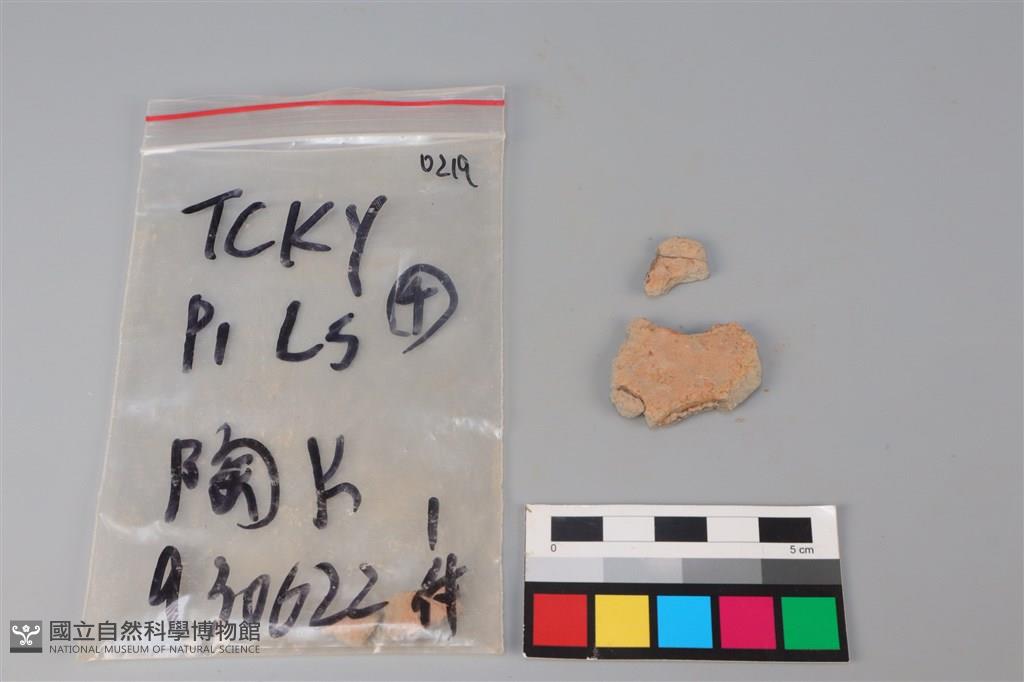 0219
TCKY
P1 L5 ④
陶片
930622 1件
0 5 cm
國立自然科學博物館
NATIONAL MUSEUM OF NATURAL SCIENCE